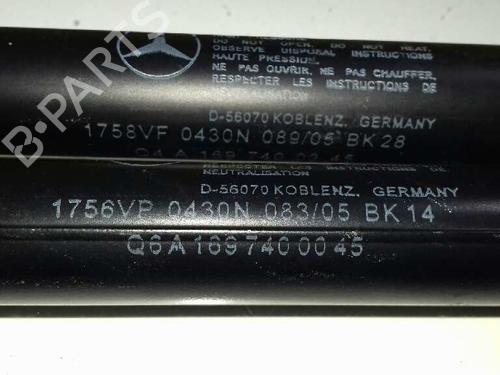 DO NOT OPEN. DO NOT HEAT.
OBSERVE DISPOSAL INSTRUCTIONS
HAUTE PRESSION.
NE PAS OUVRIR. NE PAS CHAUFFER.
RESPECTER LES INSTRUCTIONS DE
D-56070 KOBLENZ, GERMANY
1758VF 0430N 089/05 BK28
RESPECTER LES INSTRUCTIONS DE
NEUTRALISATION
D-56070 KOBLENZ, GERMANY
1756VP 0430N 083/05 BK14
Q6 A 169 740 00 45
B-PARTS